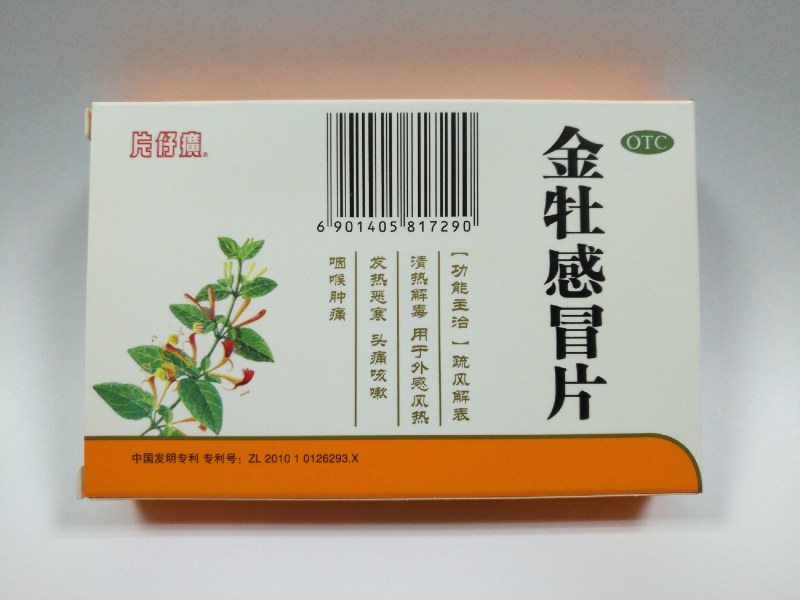 片仔癀®
6 901405 817290
OTC
金牡感冒片
【功能主治】疏风解表
清热解毒 用于外感风热
发热恶寒 头痛咳嗽
咽喉肿痛
中国发明专利 专利号：ZL 2010 1 0126293.X